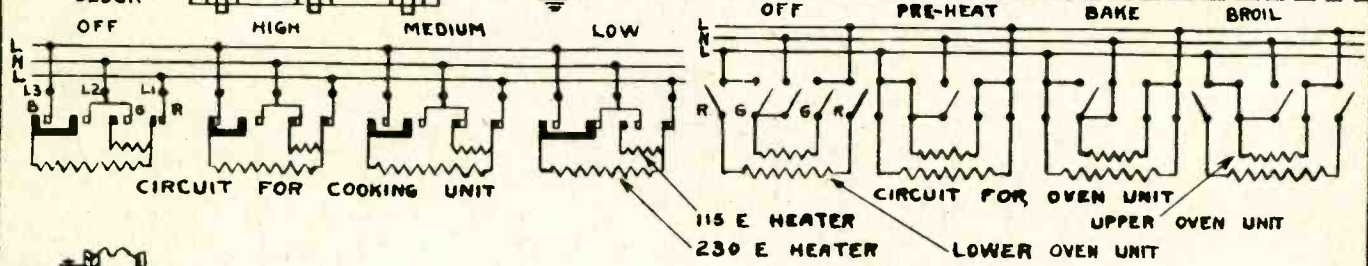 OFF HIGH MEDIUM LOW OFF PRE-HEAT BAKE BROIL
L
N
L
L
N
L
L3 L2 L1
B G R
R G G R
CIRCUIT FOR COOKING UNIT
CIRCUIT FOR OVEN UNIT
115 E HEATER
230 E HEATER
UPPER OVEN UNIT
LOWER OVEN UNIT